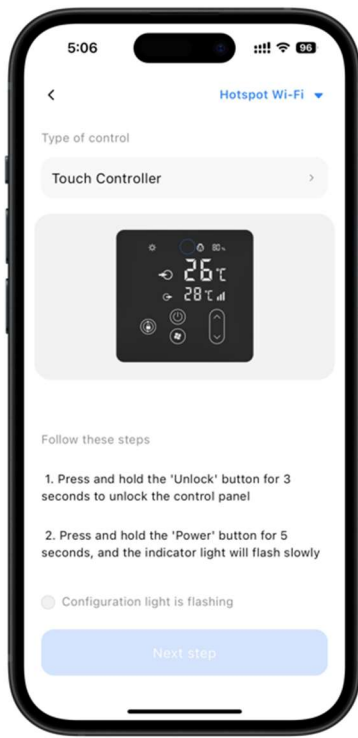 5:06
96
Hotspot Wi-Fi
Type of control
Touch Controller
80%
26℃
28℃
Follow these steps
1. Press and hold the 'Unlock' button for 3
seconds to unlock the control panel
2. Press and hold the 'Power' button for 5
seconds, and the indicator light will flash slowly
Configuration light is flashing
Next step